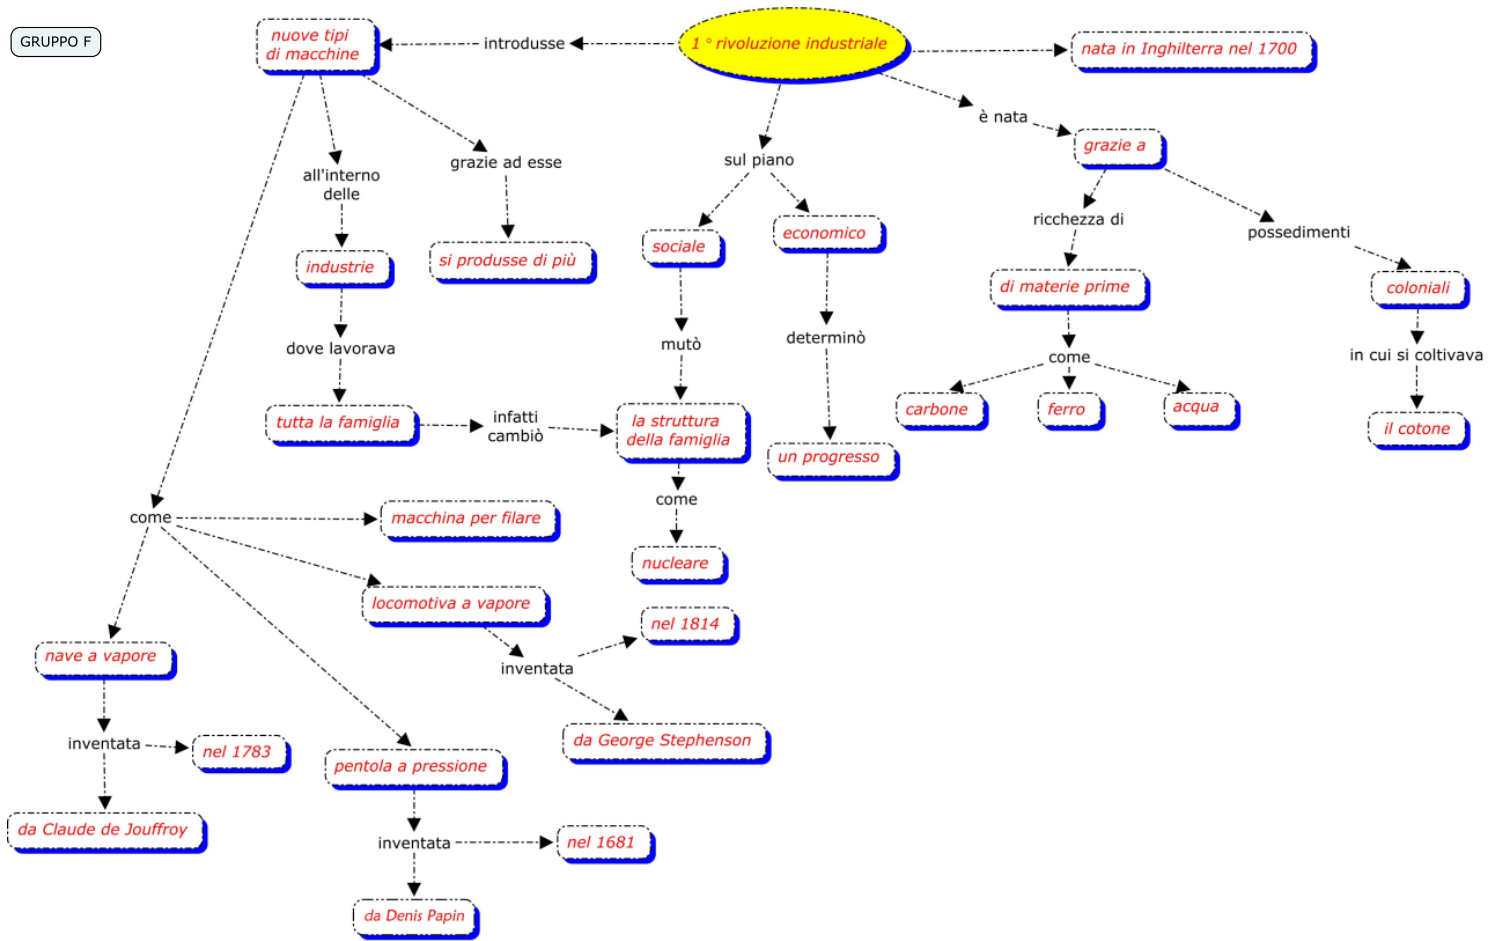 GRUPPO F
nuove tipi
di macchine
introdusse
1° rivoluzione industriale
nata in Inghilterra nel 1700
è nata
grazie a
sul piano
grazie ad esse
all'interno
delle
ricchezza di
possedimenti
sociale
economico
industrie
si produsse di più
di materie prime
coloniali
dove lavorava
mutò
determinò
come
in cui si coltivava
carbone
ferro
acqua
tutta la famiglia
infatti
cambiò
la struttura
della famiglia
un progresso
il cotone
come
macchina per filare
come
nucleare
locomotiva a vapore
nel 1814
nave a vapore
inventata
da George Stephenson
inventata
nel 1783
pentola a pressione
da Claude de Jouffroy
inventata
nel 1681
da Denis Papin